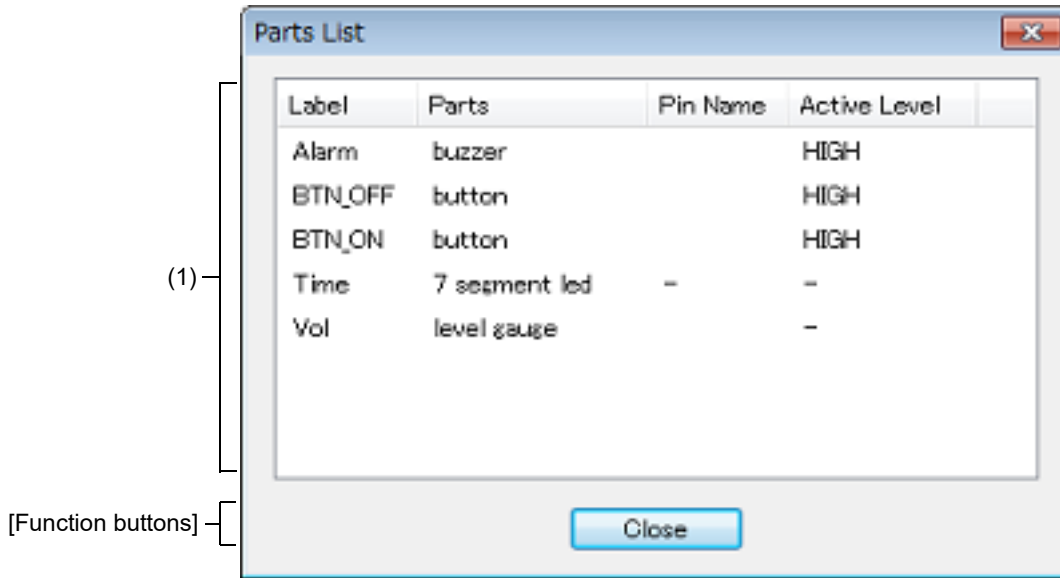 Parts List
Label Parts Pin Name Active Level
Alarm buzzer HIGH
BTN_OFF button HIGH
BTN_ON button HIGH
(1)
Time 7 segment led - -
Vol level gauge -
[Function buttons]
Close